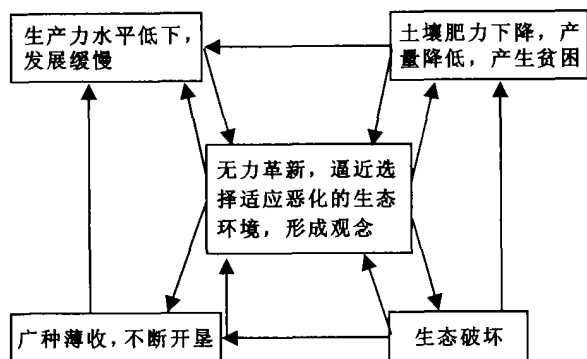 生产力水平低下，
发展缓慢
土壤肥力下降，产
量降低，产生贫困
无力革新，逼近选
择适应恶化的生态
环境，形成观念
广种薄收，不断开垦
生态破坏